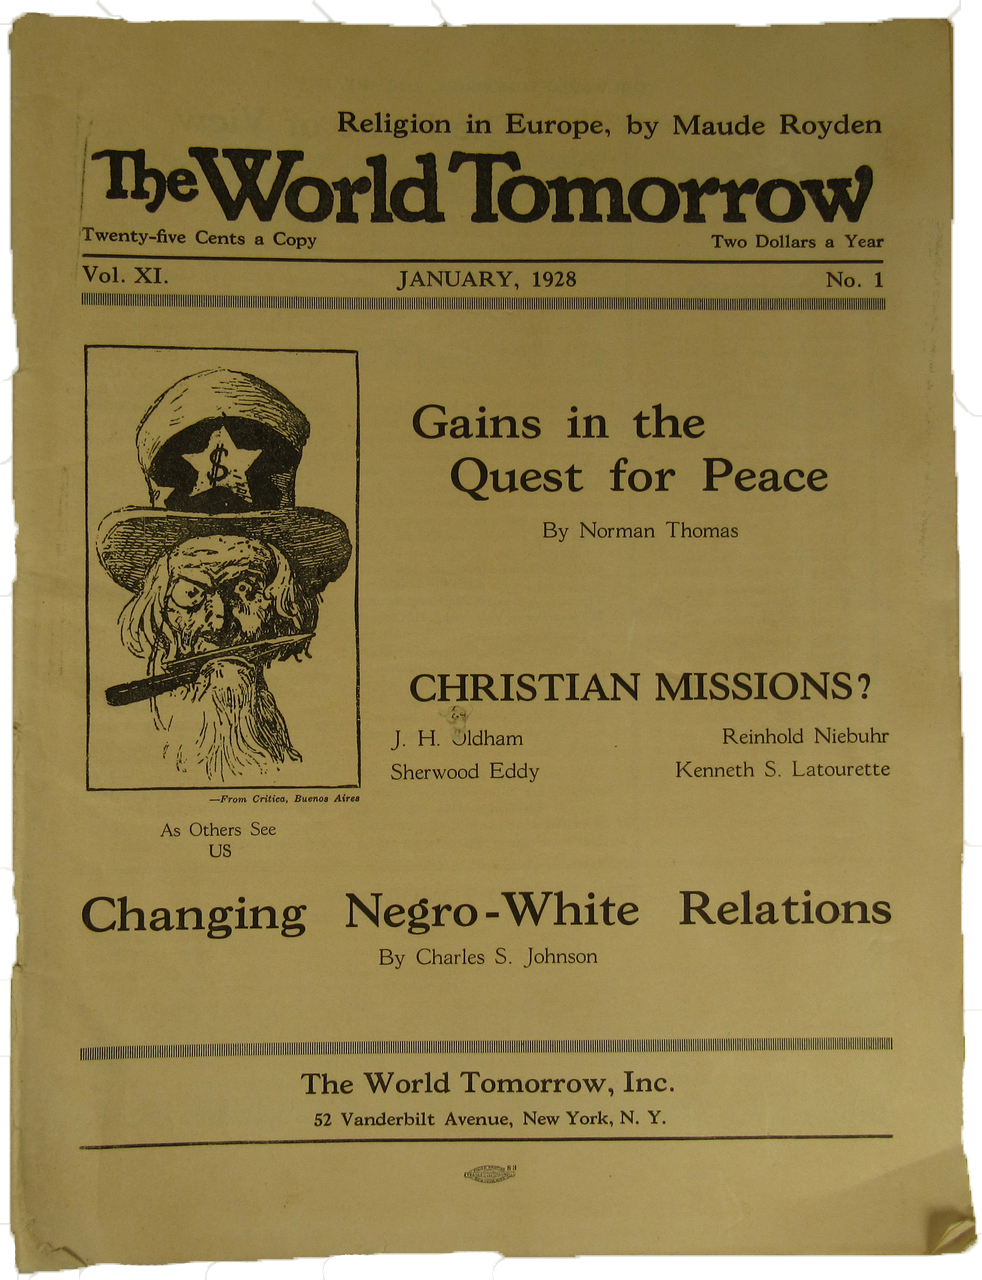 Religion in Europe, by Maude Royden
The World Tomorrow
Twenty-five Cents a Copy Two Dollars a Year
Vol. XI. JANUARY, 1928 No. 1
$
Gains in the
Quest for Peace
By Norman Thomas
CHRISTIAN MISSIONS?
J. H. Oldham Reinhold Niebuhr
Sherwood Eddy Kenneth S. Latourette
—From Critica, Buenos Aires
As Others See
US
Changing Negro-White Relations
By Charles S. Johnson
The World Tomorrow, Inc.
52 Vanderbilt Avenue, New York, N. Y.